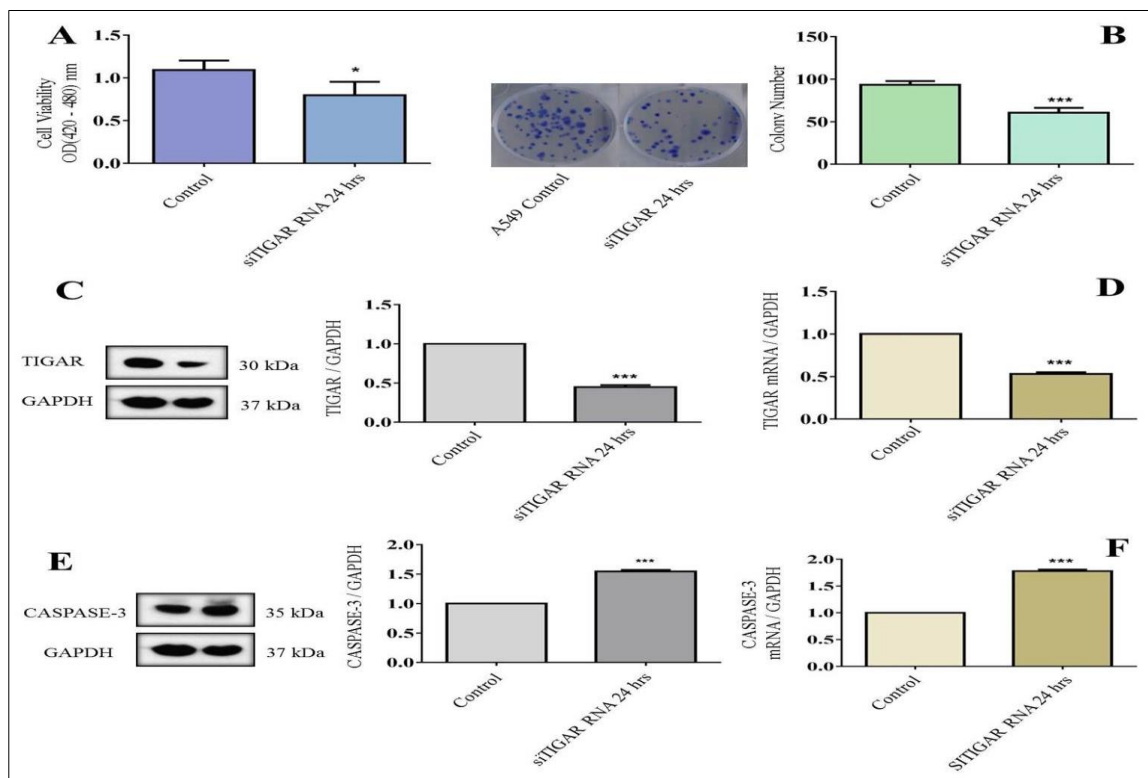 A
Cell Viability
OD(420 - 480) nm
1.5
1.0
0.5
0.0
*
Control
siTIGAR RNA 24 hrs
A549 Control
siTIGAR 24 hrs
B
Colony Number
150
100
50
0
***
Control
siTIGAR RNA 24 hrs
C
TIGAR
30 kDa
GAPDH
37 kDa
TIGAR / GAPDH
1.5
1.0
0.5
0.0
***
Control
siTIGAR RNA 24 hrs
D
TIGAR mRNA / GAPDH
1.5
1.0
0.5
0.0
***
Control
siTIGAR RNA 24 hrs
E
CASPASE-3
35 kDa
GAPDH
37 kDa
CASPASE-3 / GAPDH
2.0
1.5
1.0
0.5
0.0
***
Control
siTIGAR RNA 24 hrs
F
CASPASE-3
mRNA / GAPDH
2.0
1.5
1.0
0.5
0.0
***
Control
SITIGAR RNA 24 hrs